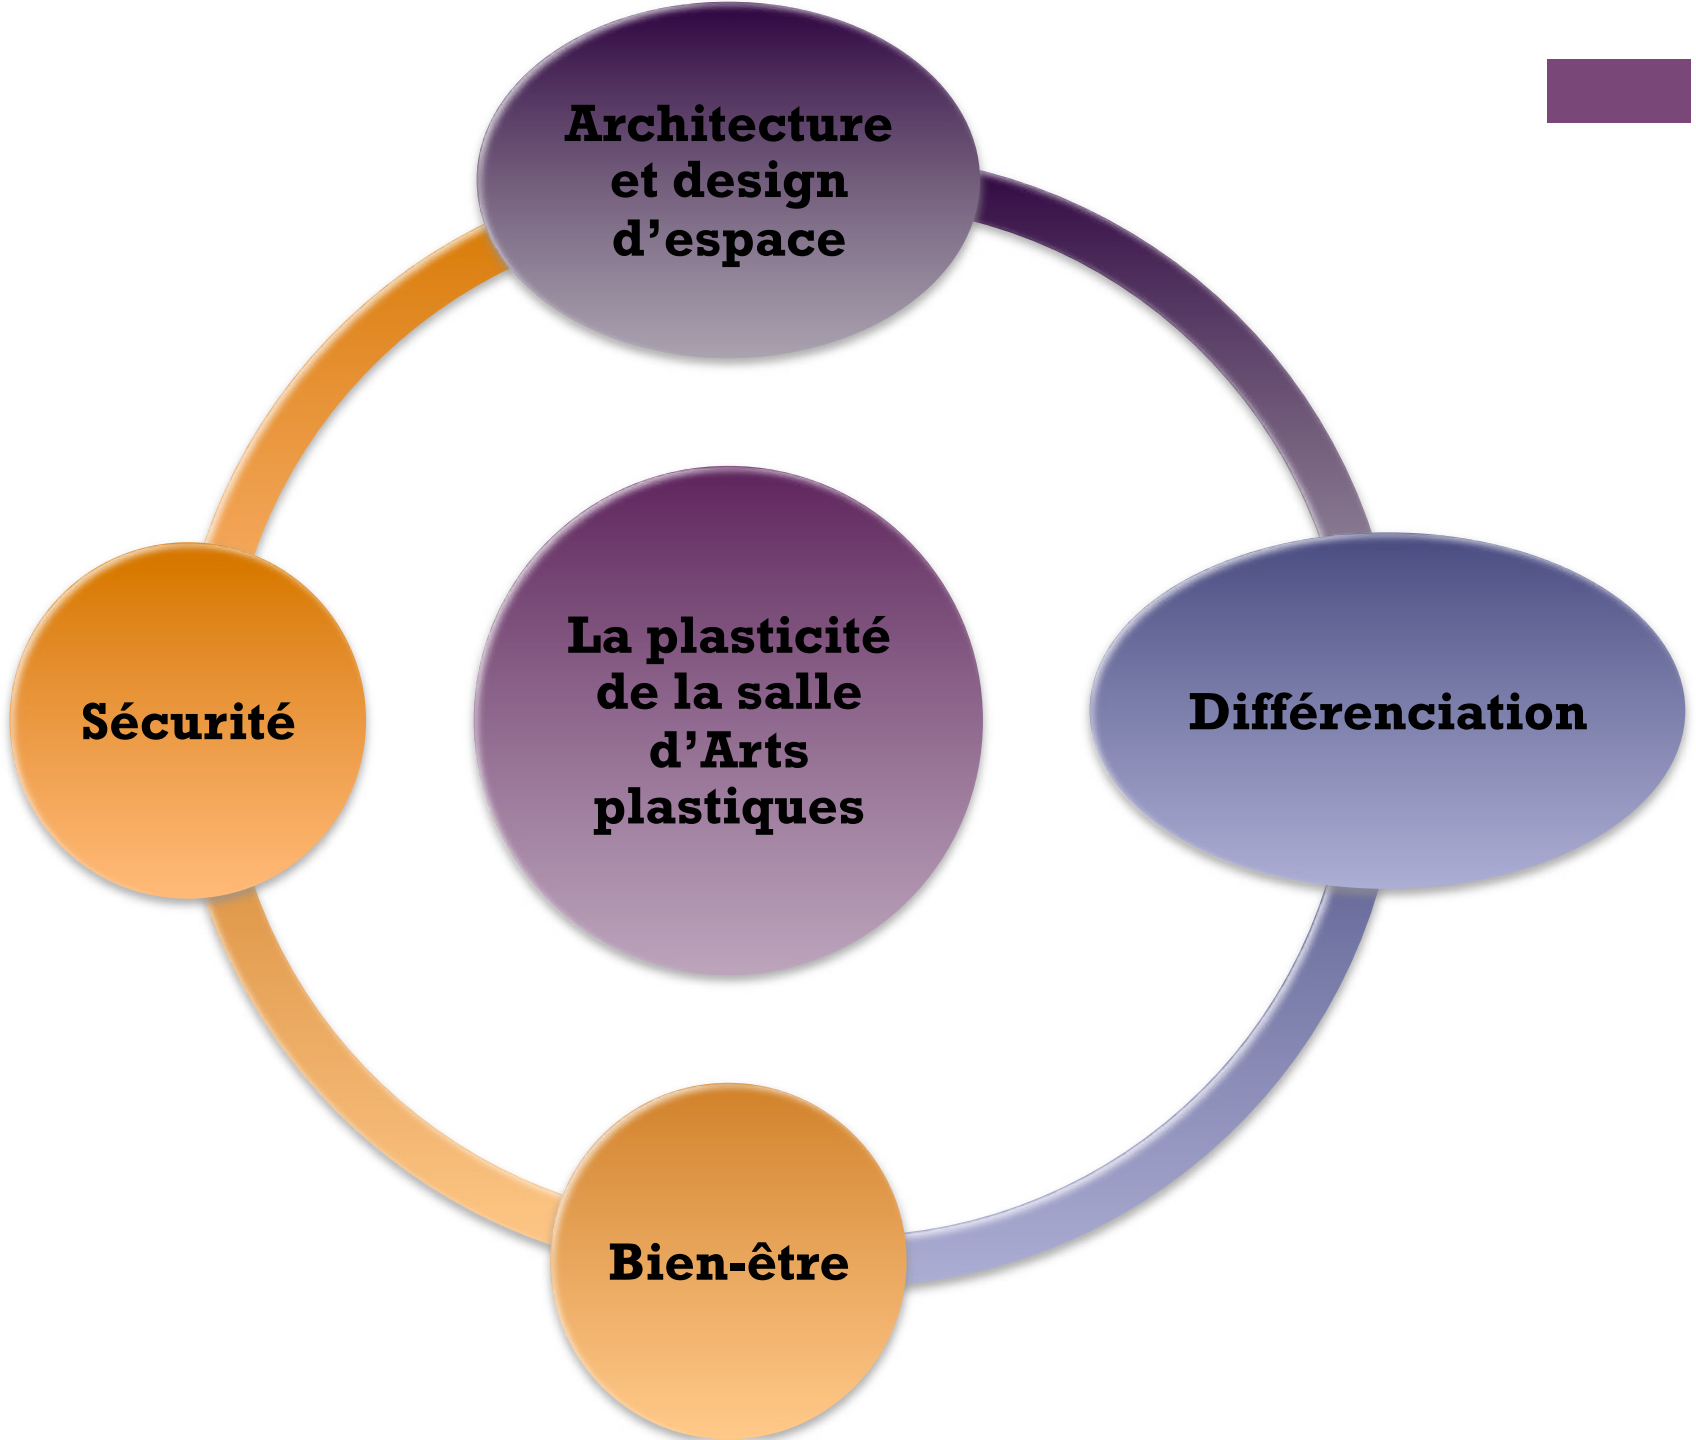 Architecture
et design
d’espace
La plasticité
de la salle
d’Arts
plastiques
Sécurité
Différenciation
Bien-être